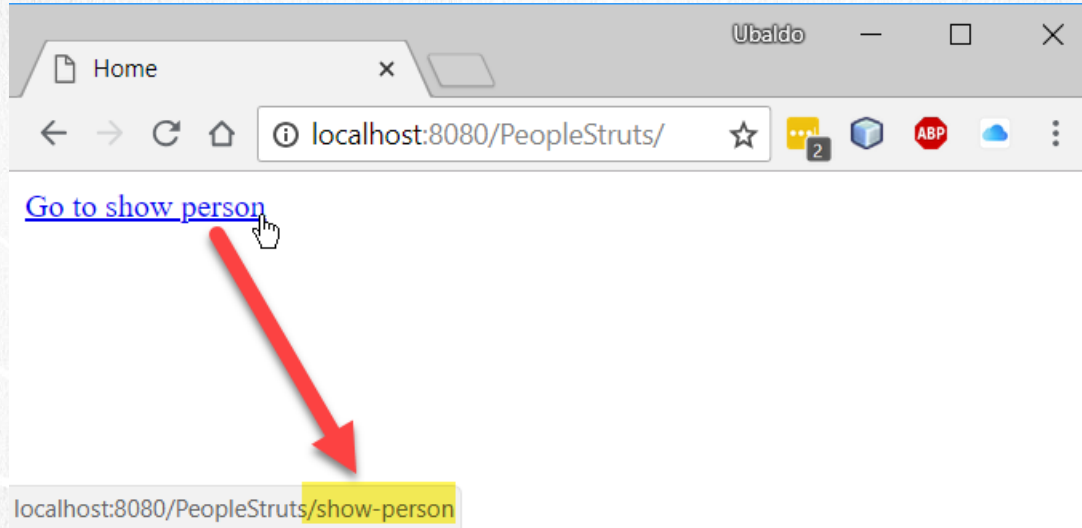 Ubaldo
Home
localhost:8080/PeopleStruts/
2
ABP
Go to show person
localhost:8080/PeopleStruts/show-person